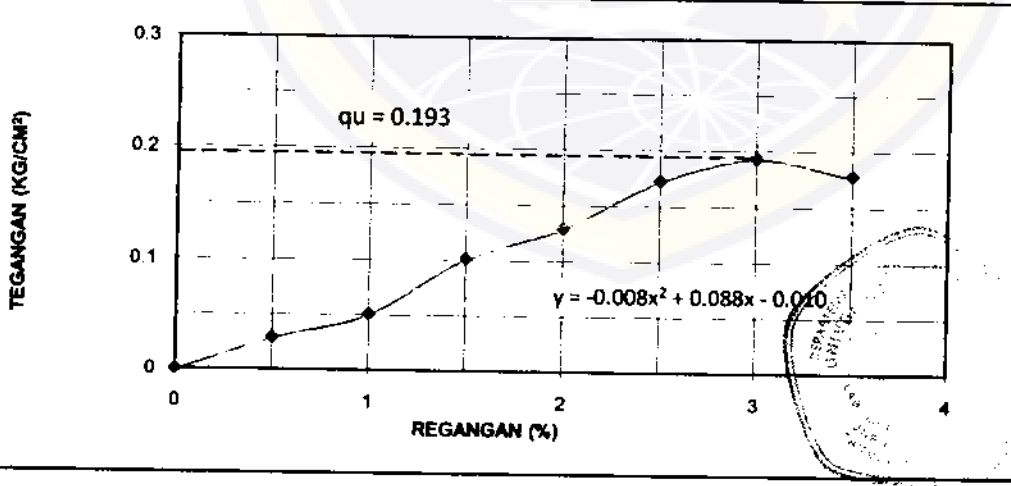 TEGANGAN (KG/CM²)
0.3
0.2
0.1
0
qu = 0.193
y = -0.008x² + 0.088x - 0.010
0 1 2 3 4
REGANGAN (%)